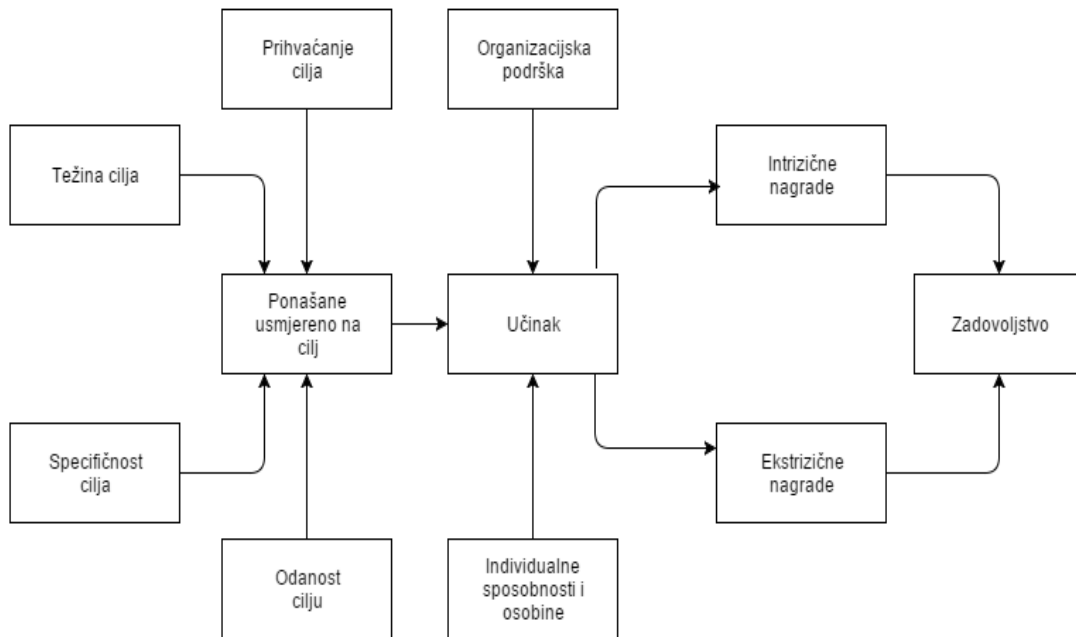 Prihvaćanje
cilja
Organizacijska
podrška
Težina cilja
Intrizične
nagrade
Ponašane
usmjereno na
cilj
Učinak
Zadovoljstvo
Specifičnost
cilja
Ekstrizične
nagrade
Odanost
cilju
Individualne
sposobnosti i
osobine